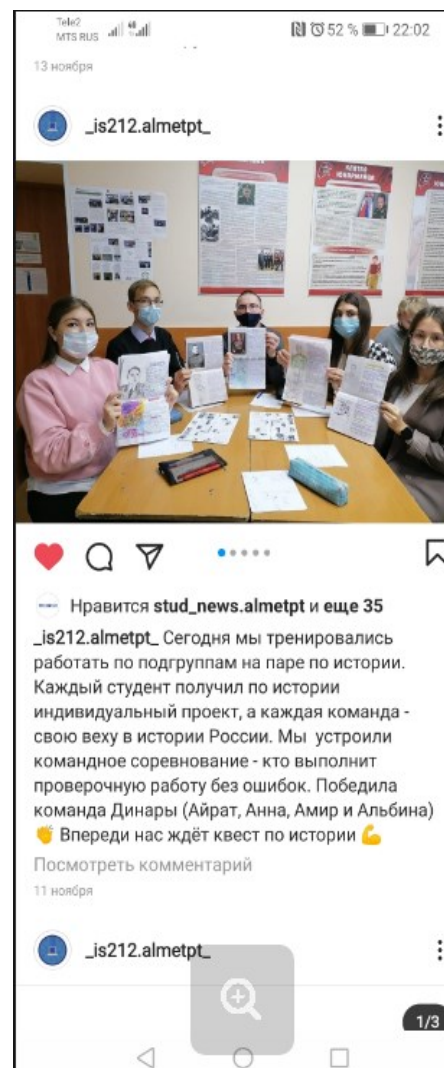 Tele2
MTS RUS
52 % 22:02
13 ноября
_is212.almetpt_
Нравится stud_news.almetpt и еще 35
_is212.almetpt_ Сегодня мы тренировались
работать по подгруппам на паре по истории.
Каждый студент получил по истории
индивидуальный проект, а каждая команда -
свою веху в истории России. Мы устроили
командное соревнование - кто выполнит
проверочную работу без ошибок. Победила
команда Динары (Айрат, Анна, Амир и Альбина)
👏 Впереди нас ждёт квест по истории 💪
Посмотреть комментарий
11 ноября
_is212.almetpt_
1/3